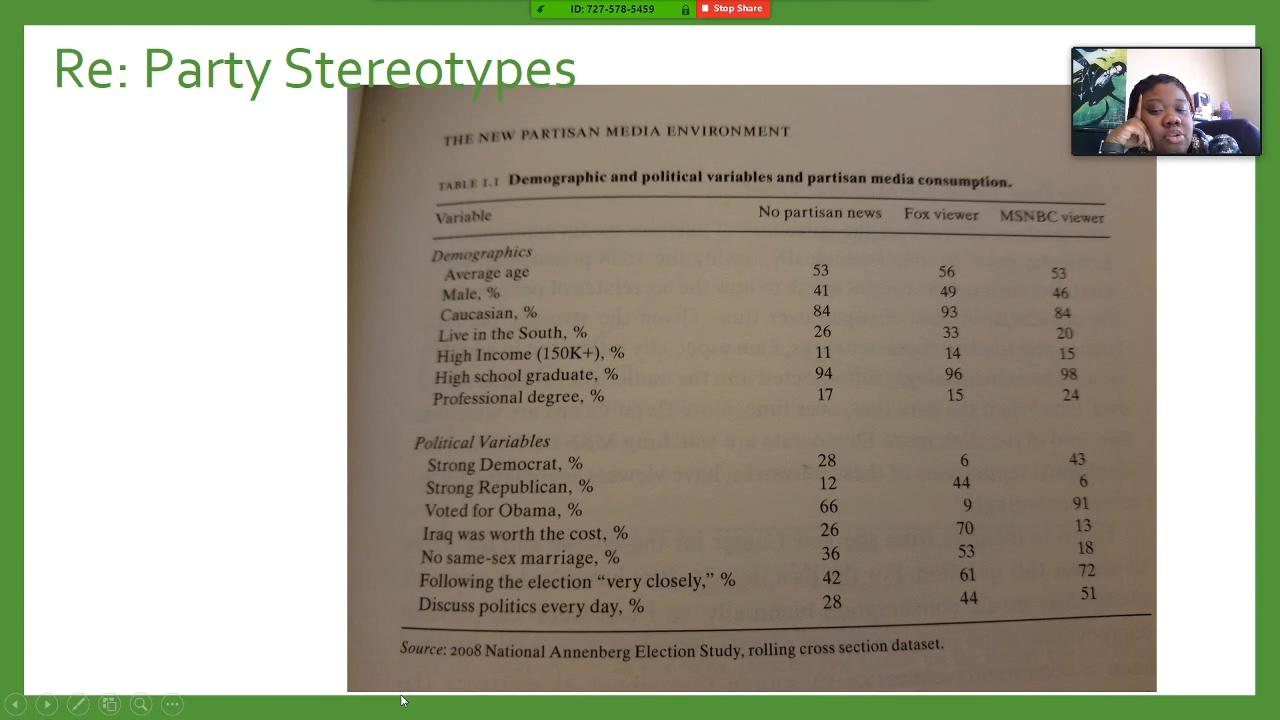 ID: 727-578-5459 Stop Share
Re: Party Stereotypes
THE NEW PARTISAN MEDIA ENVIRONMENT
TABLE 1.1 Demographic and political variables and partisan media consumption.
Variable No partisan news Fox viewer MSNBC viewer
Demographics
Average age 53 56 53
Male, % 41 49 46
Caucasian, % 84 93 84
Live in the South, % 26 33 20
High Income (150K+), % 11 14 15
High school graduate, % 94 96 98
Professional degree, % 17 15 24
Political Variables
Strong Democrat, % 28 6 43
Strong Republican, % 12 44 6
Voted for Obama, % 66 9 91
Iraq was worth the cost, % 26 70 13
No same-sex marriage, % 36 53 18
Following the election “very closely,” % 42 61 72
Discuss politics every day, % 28 44 51
Source: 2008 National Annenberg Election Study, rolling cross section dataset.